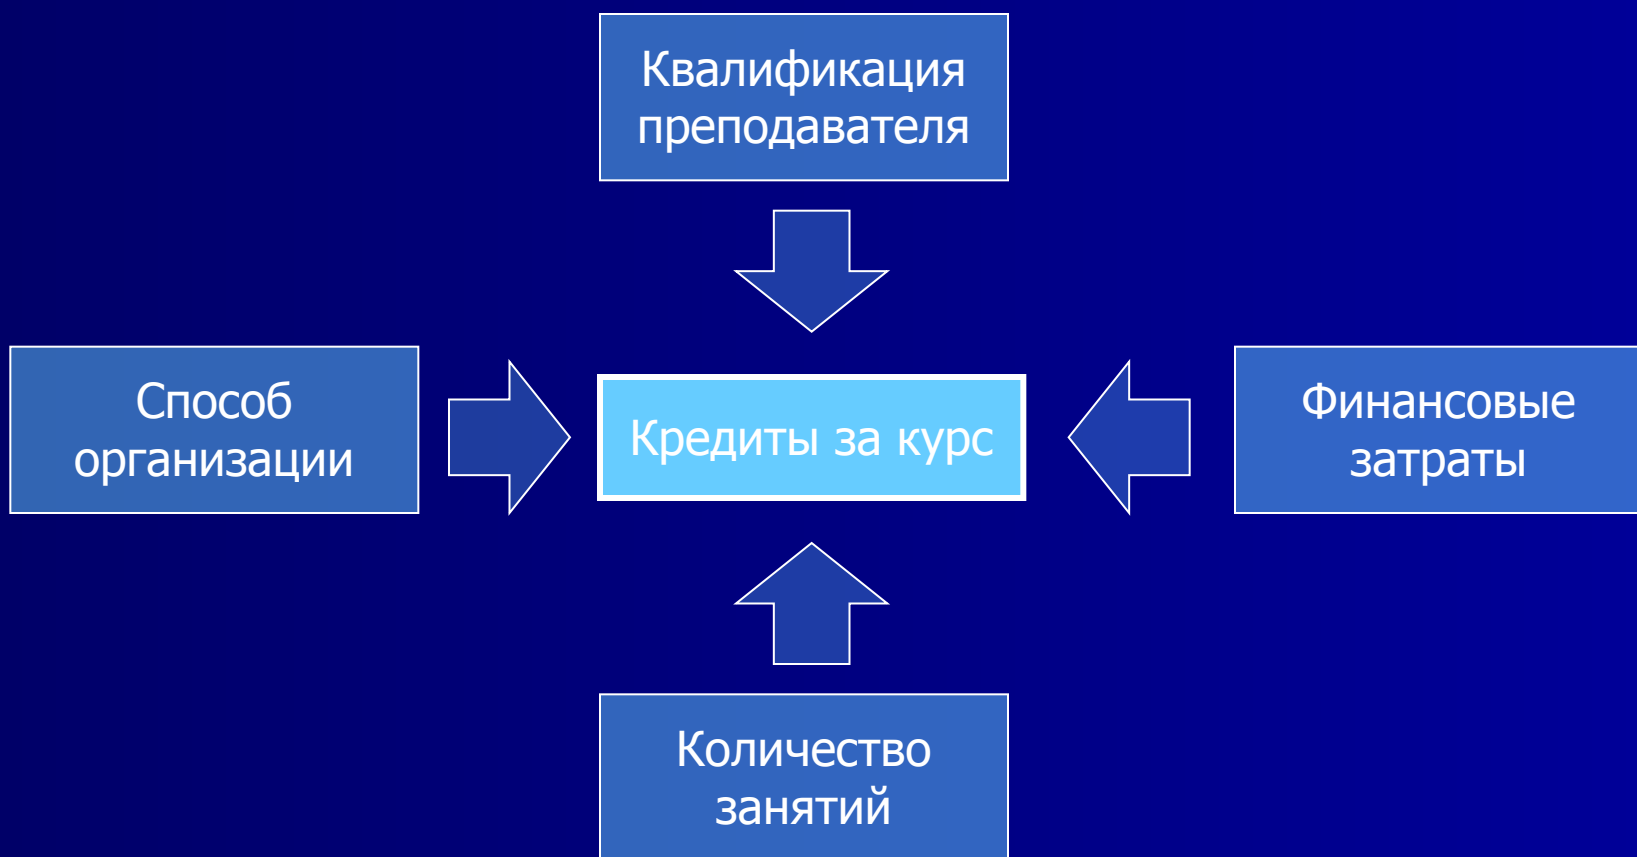 Квалификация
преподавателя
Способ
организации
Кредиты за курс
Финансовые
затраты
Количество
занятий